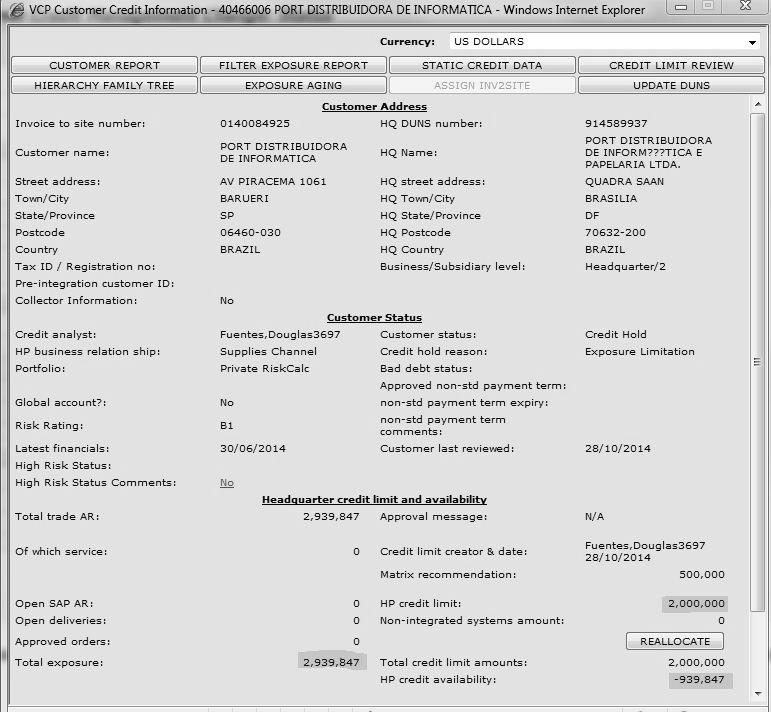 VCP Customer Credit Information - 40466006 PORT DISTRIBUIDORA DE INFORMATICA - Windows Internet Explorer
Currency: US DOLLARS
CUSTOMER REPORT FILTER EXPOSURE REPORT STATIC CREDIT DATA CREDIT LIMIT REVIEW
HIERARCHY FAMILY TREE EXPOSURE AGING ASSIGN INV2SITE UPDATE DUNS
Customer Address
Invoice to site number: 0140084925 HQ DUNS number: 914589937
Customer name: PORT DISTRIBUIDORA DE INFORMATICA HQ Name: PORT DISTRIBUIDORA DE INFORM???TICA E PAPELARIA LTDA.
Street address: AV PIRACEMA 1061 HQ street address: QUADRA SAAN
Town/City BARUERI HQ Town/City BRASILIA
State/Province SP HQ State/Province DF
Postcode 06460-030 HQ Postcode 70632-200
Country BRAZIL HQ Country BRAZIL
Tax ID / Registration no: Business/Subsidiary level: Headquarter/2
Pre-integration customer ID:
Collector Information: No
Customer Status
Credit analyst: Fuentes,Douglas3697 Customer status: Credit Hold
HP business relation ship: Supplies Channel Credit hold reason: Exposure Limitation
Portfolio: Private RiskCalc Bad debt status:
Approved non-std payment term:
Global account?: No non-std payment term expiry:
Risk Rating: B1 non-std payment term comments:
Latest financials: 30/06/2014 Customer last reviewed: 28/10/2014
High Risk Status:
High Risk Status Comments: No
Headquarter credit limit and availability
Total trade AR: 2,939,847 Approval message: N/A
Of which service: 0 Credit limit creator & date: Fuentes,Douglas3697 28/10/2014
Matrix recommendation: 500,000
Open SAP AR: 0 HP credit limit: 2,000,000
Open deliveries: 0 Non-integrated systems amount: 0
Approved orders: 0 REALLOCATE
Total exposure: 2,939,847 Total credit limit amounts: 2,000,000
HP credit availability: -939,847